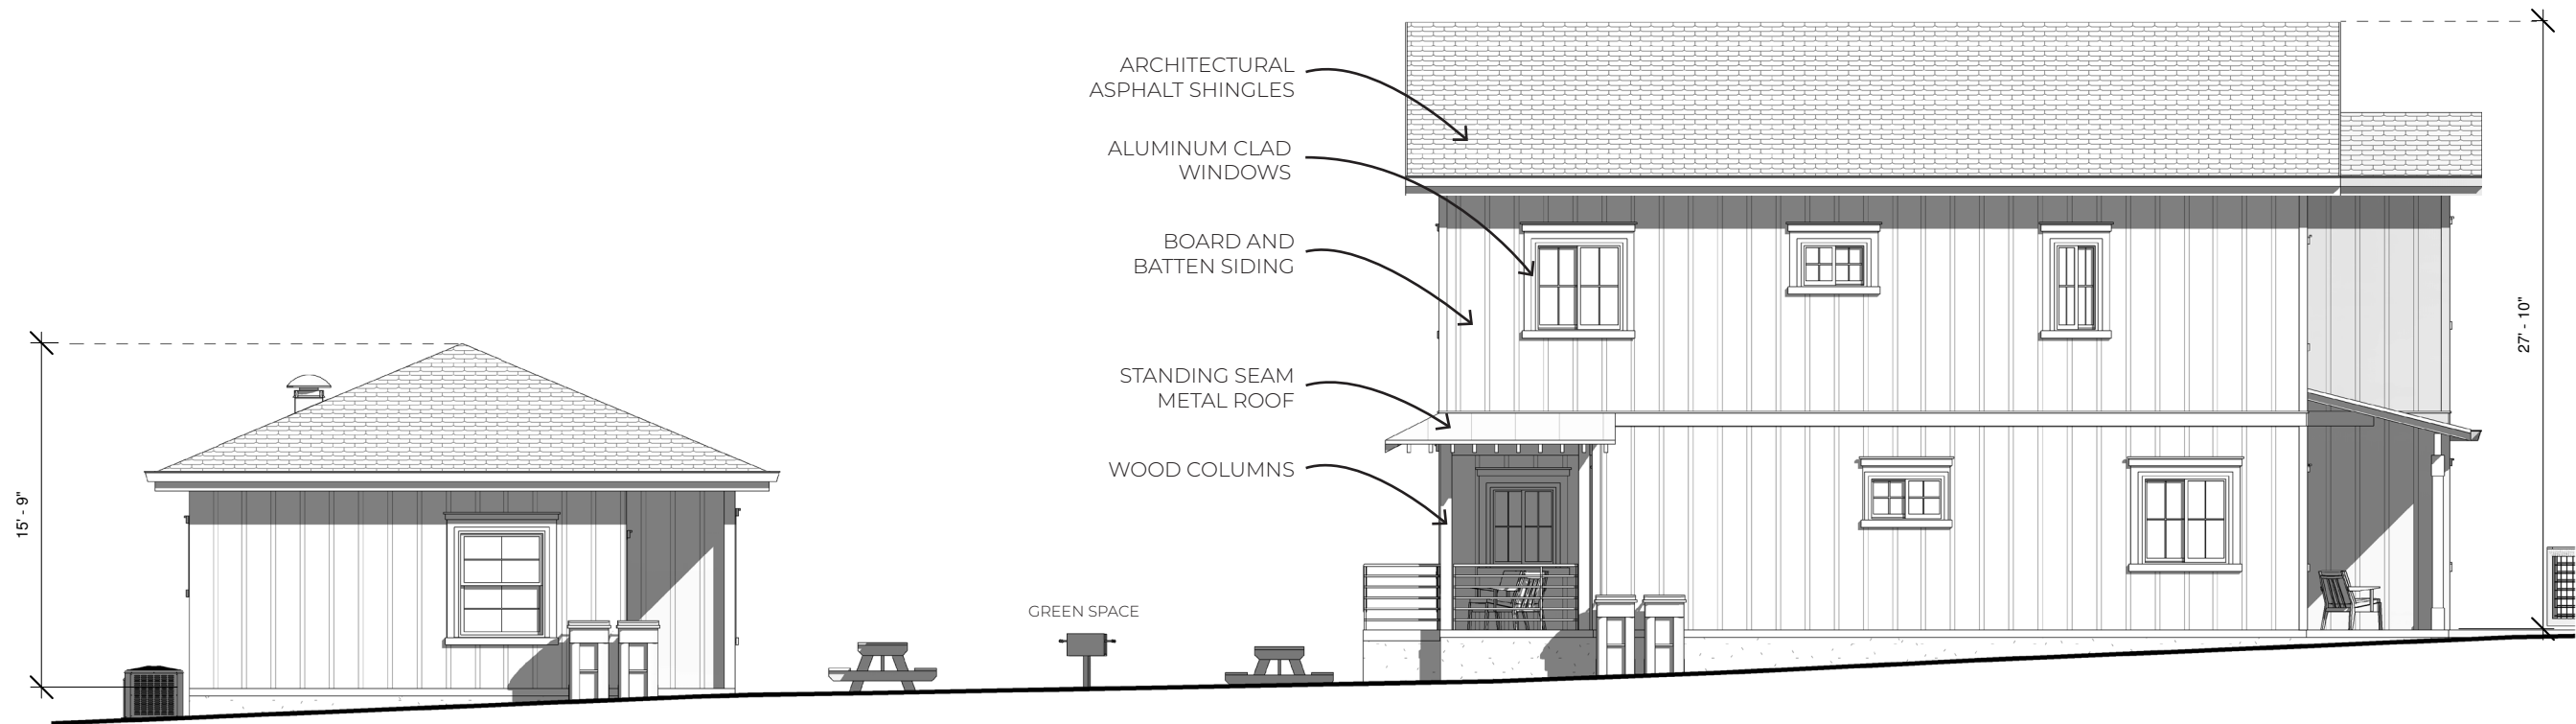 ARCHITECTURAL
ASPHALT SHINGLES
ALUMINUM CLAD
WINDOWS
BOARD AND
BATTEN SIDING
STANDING SEAM
METAL ROOF
WOOD COLUMNS
GREEN SPACE
15' - 9"
27' - 10"